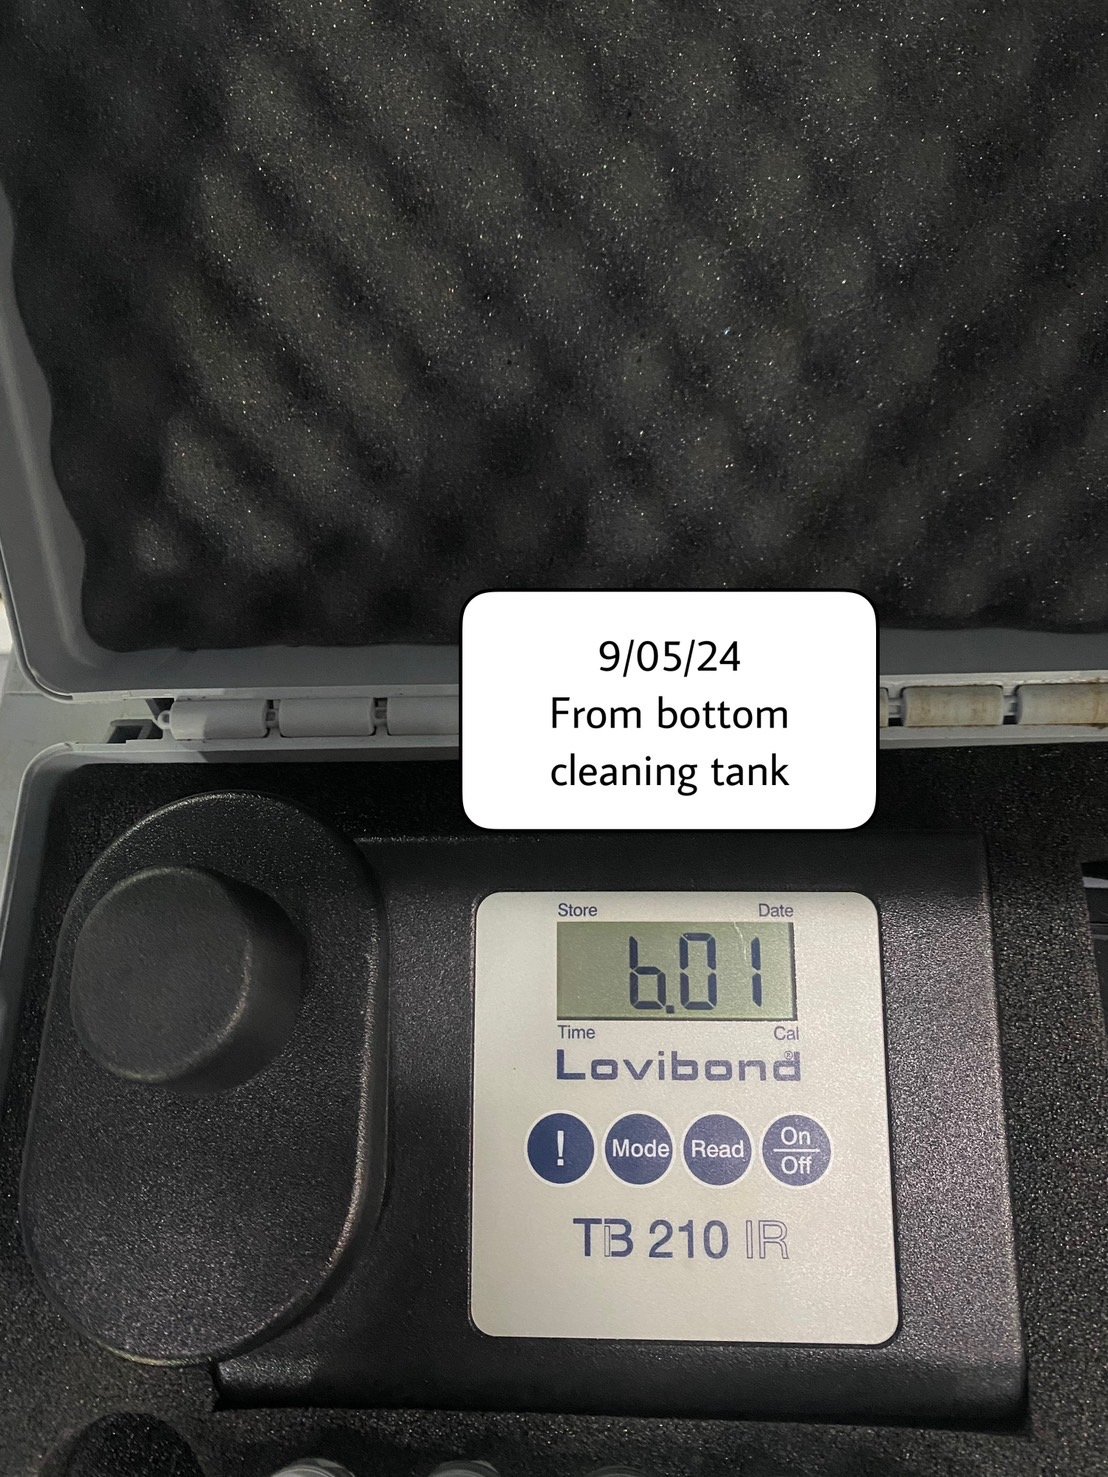 9/05/24
From bottom
cleaning tank
Store Date
6.01
Time Cal
Lovibond®
! Mode Read On/Off
TB 210 IR